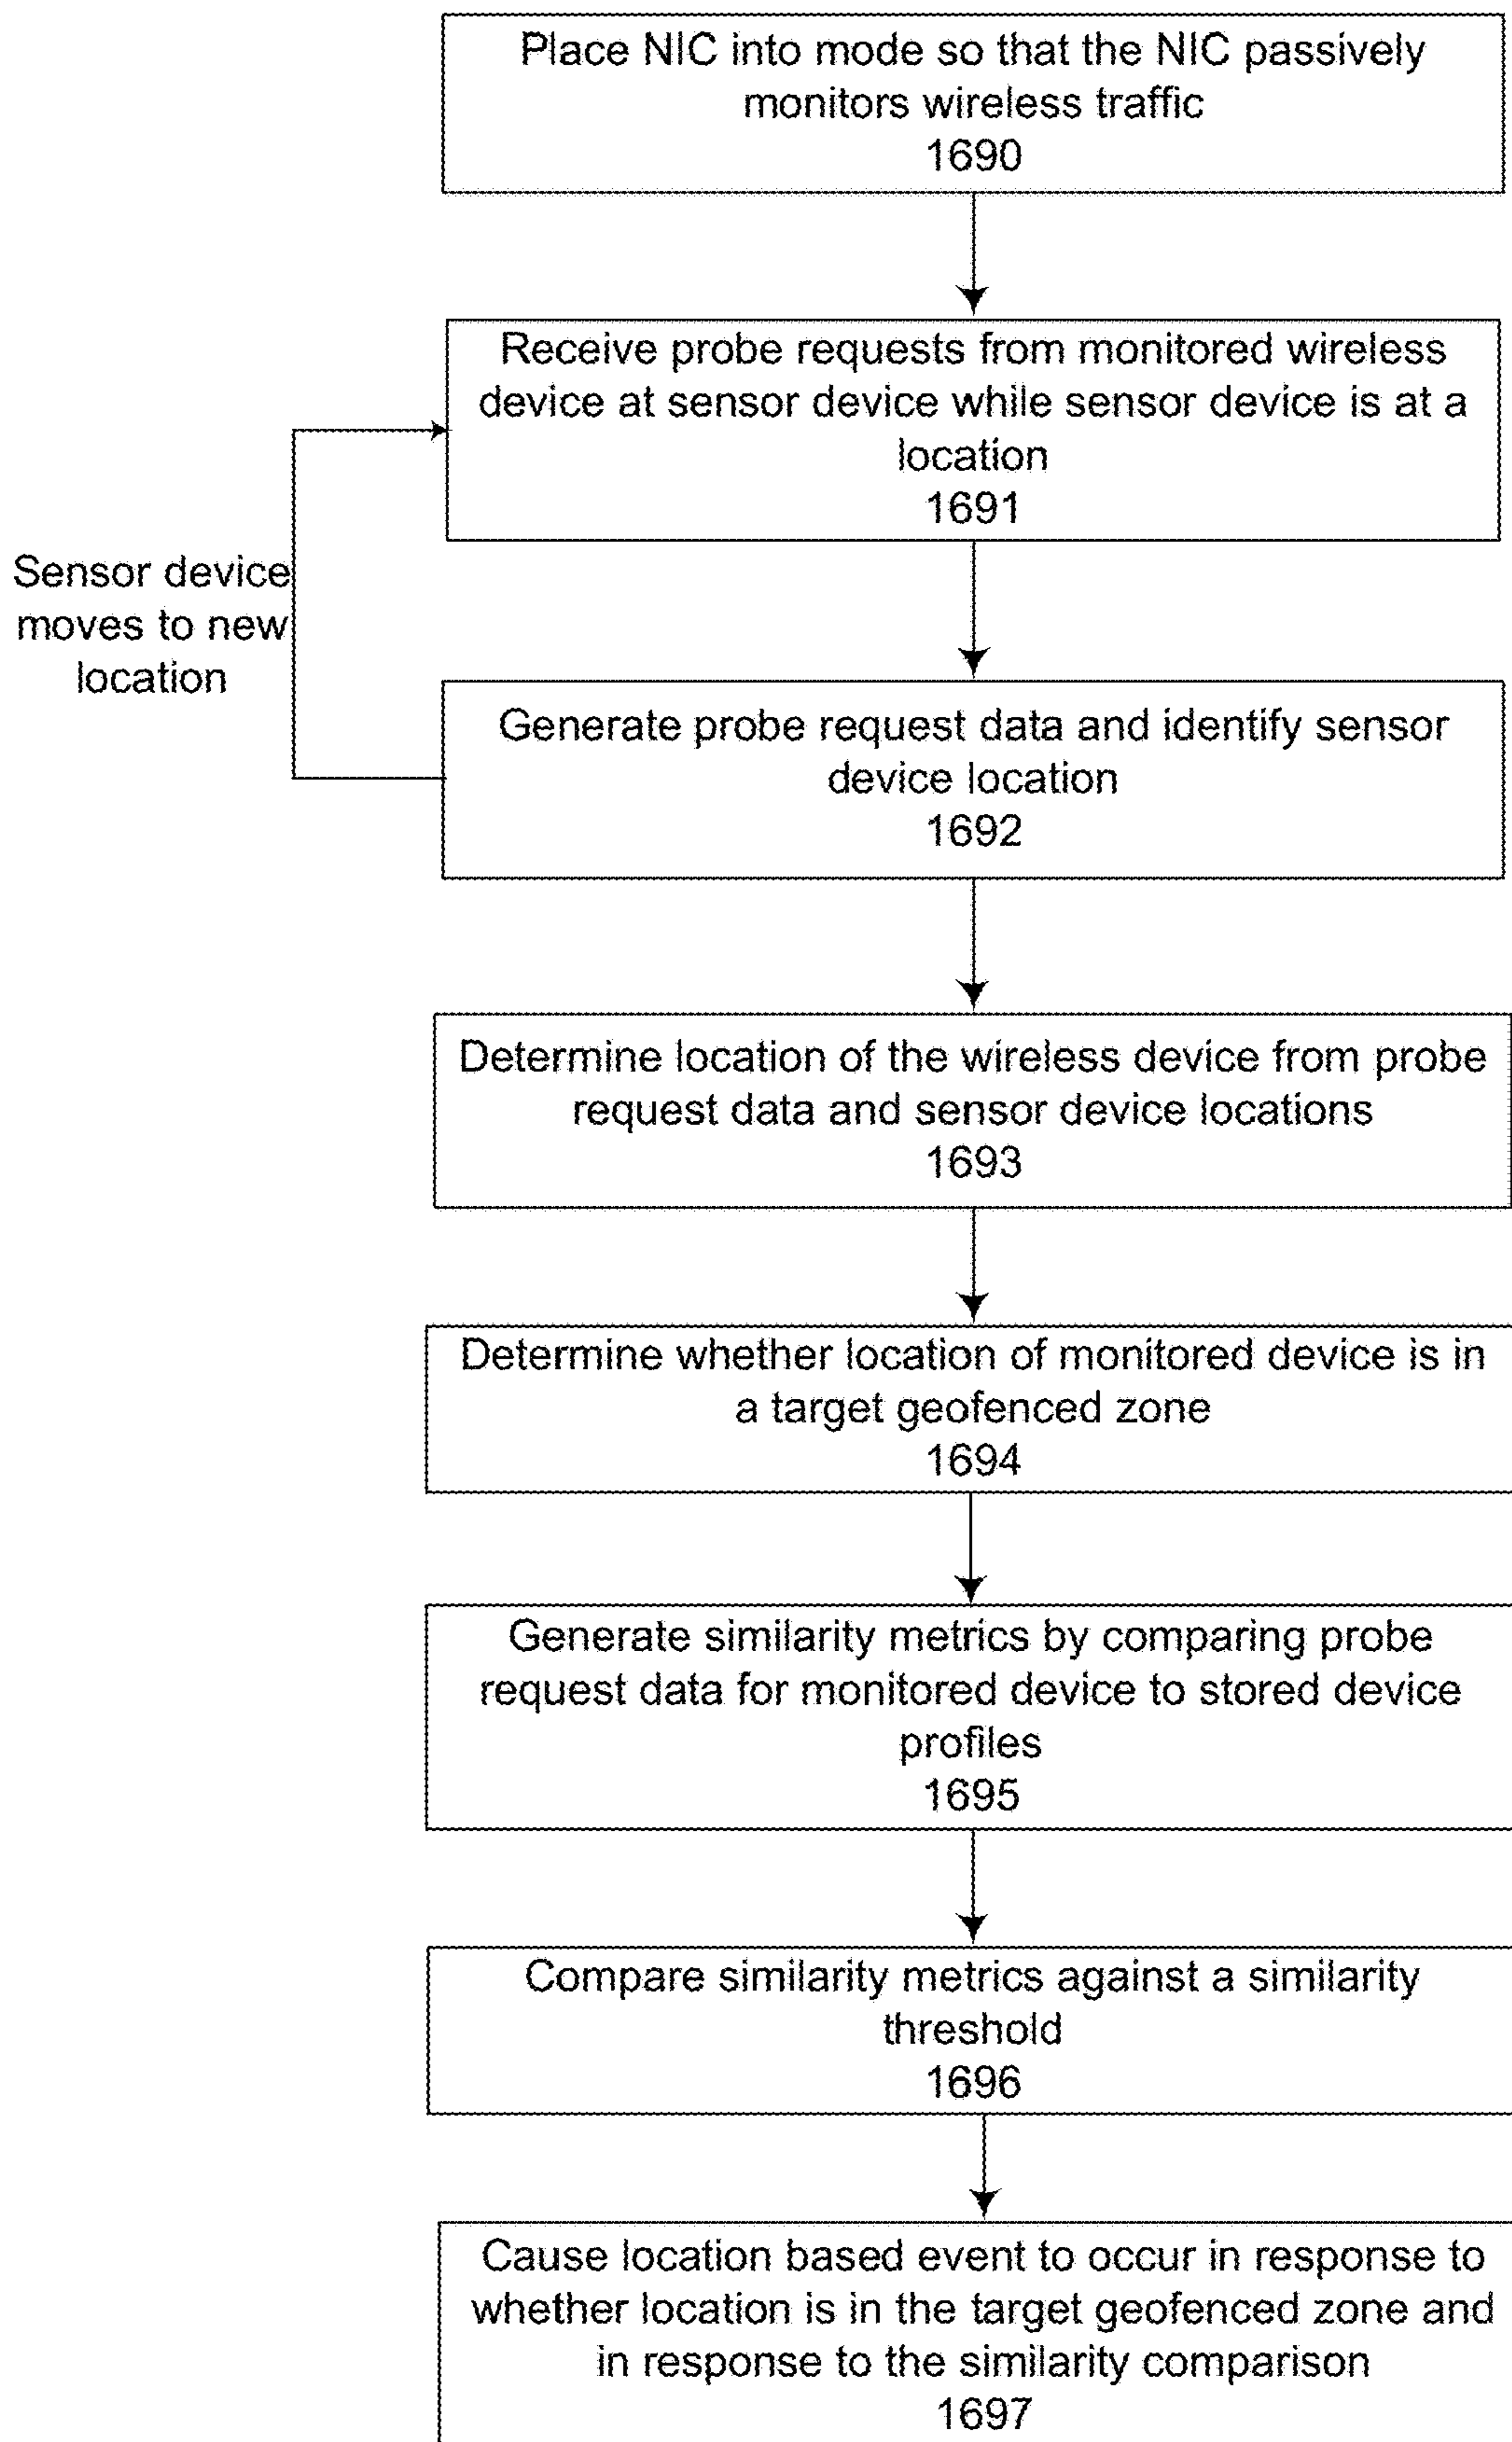 Place NIC into mode so that the NIC passively
monitors wireless traffic
1690
Receive probe requests from monitored wireless
device at sensor device while sensor device is at a
location
1691
Sensor device
moves to new
location
Generate probe request data and identify sensor
device location
1692
Determine location of the wireless device from probe
request data and sensor device locations
1693
Determine whether location of monitored device is in
a target geofenced zone
1694
Generate similarity metrics by comparing probe
request data for monitored device to stored device
profiles
1695
Compare similarity metrics against a similarity
threshold
1696
Cause location based event to occur in response to
whether location is in the target geofenced zone and
in response to the similarity comparison
1697